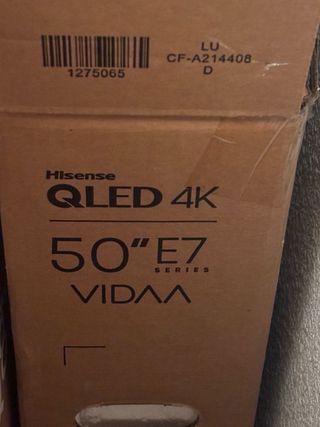 LU
1275065
CF-A214408
D
Hisense
QLED 4K
50" E7
SERIES
VIDAA